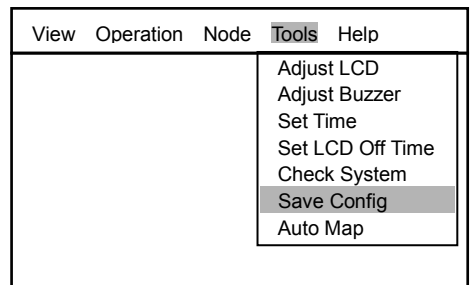 View Operation Node Tools Help
Adjust LCD
Adjust Buzzer
Set Time
Set LCD Off Time
Check System
Save Config
Auto Map